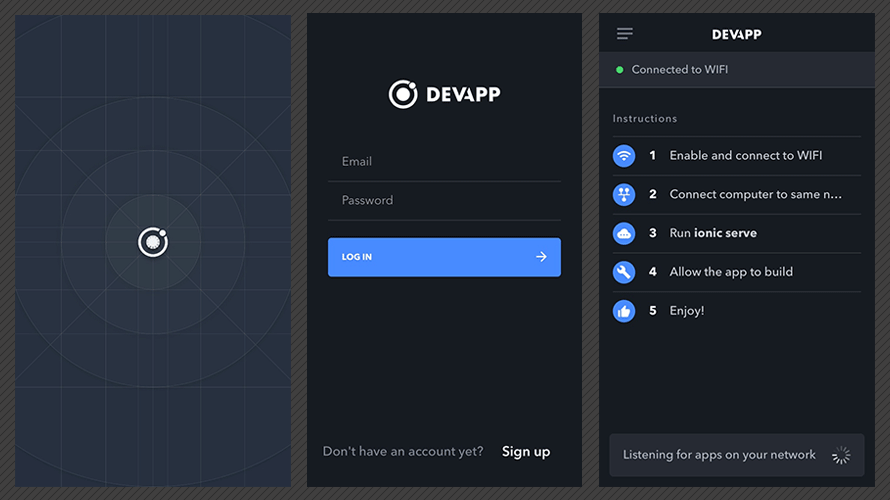 DEVAPP
Email
Password
LOG IN
Don't have an account yet? Sign up
DEVAPP
Connected to WIFI
Instructions
1 Enable and connect to WIFI
2 Connect computer to same n...
3 Run ionic serve
4 Allow the app to build
5 Enjoy!
Listening for apps on your network